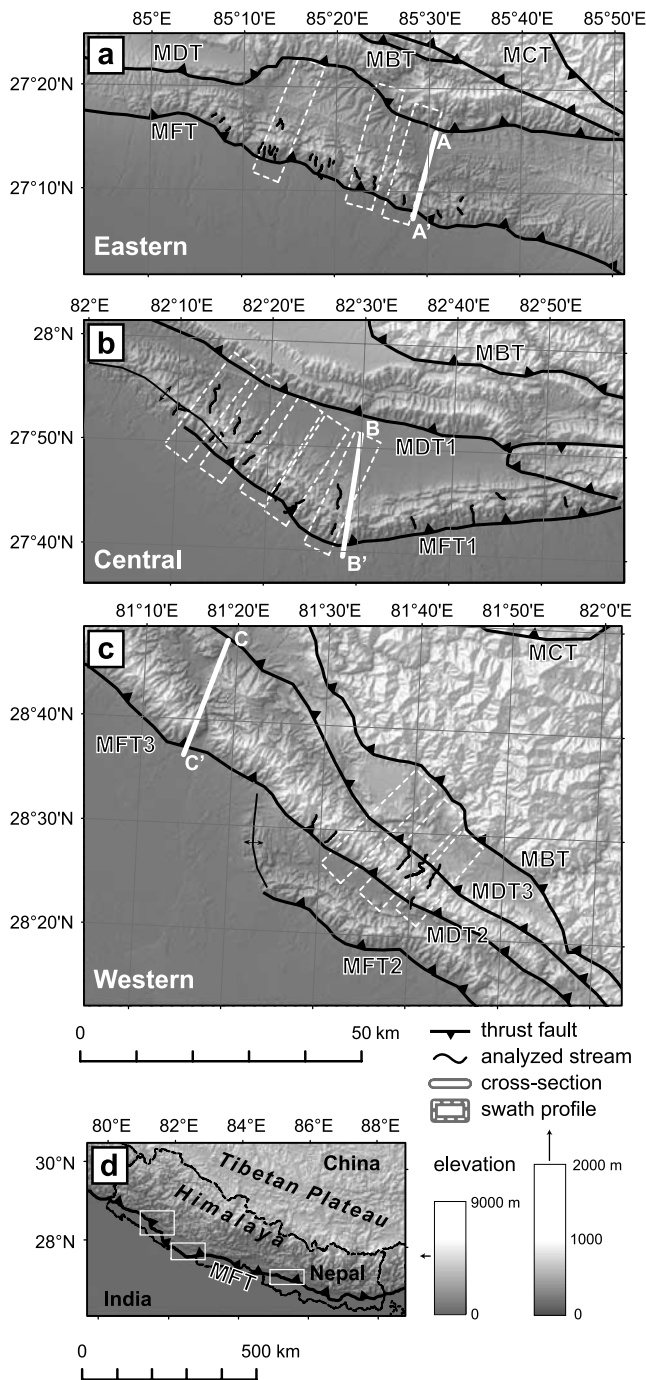 85°E 85°10'E 85°20'E 85°30'E 85°40'E 85°50'E
a
MDT
MBT
MCT
27°20'N
MFT
A
27°10'N
A'
Eastern
82°E 82°10'E 82°20'E 82°30'E 82°40'E 82°50'E
28°N
b
MBT
B
27°50'N
MDT1
27°40'N
B'
MFT1
Central
81°10'E 81°20'E 81°30'E 81°40'E 81°50'E 82°0'E
c
C
MCT
28°40'N
MFT3
C'
28°30'N
MBT
MDT3
28°20'N
MDT2
MFT2
Western
0 50 km
thrust fault
analyzed stream
cross-section
swath profile
80°E 82°E 84°E 86°E 88°E
30°N
d
China
Tibetan Plateau
Himalaya
28°N
MFT
Nepal
India
0 500 km
elevation
9000 m
0
2000 m
1000
0